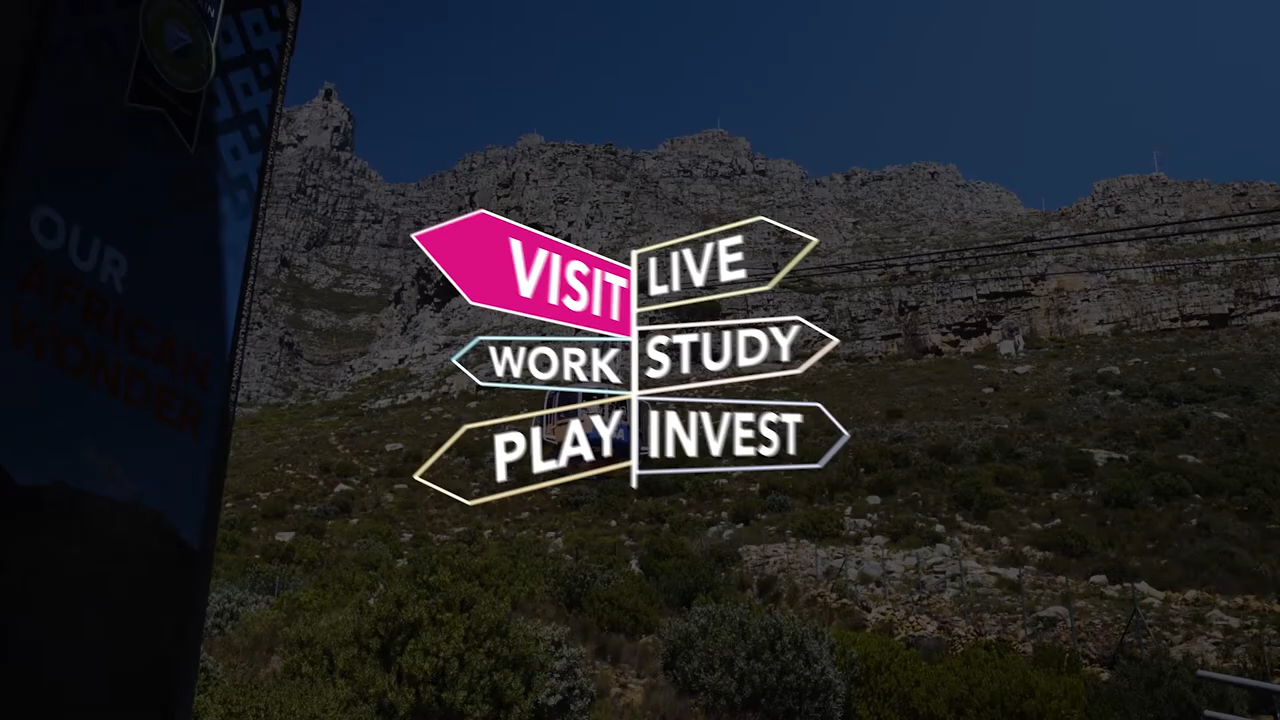 OUR
AFRICAN
WONDER
VISIT
LIVE
WORK
STUDY
PLAY
INVEST